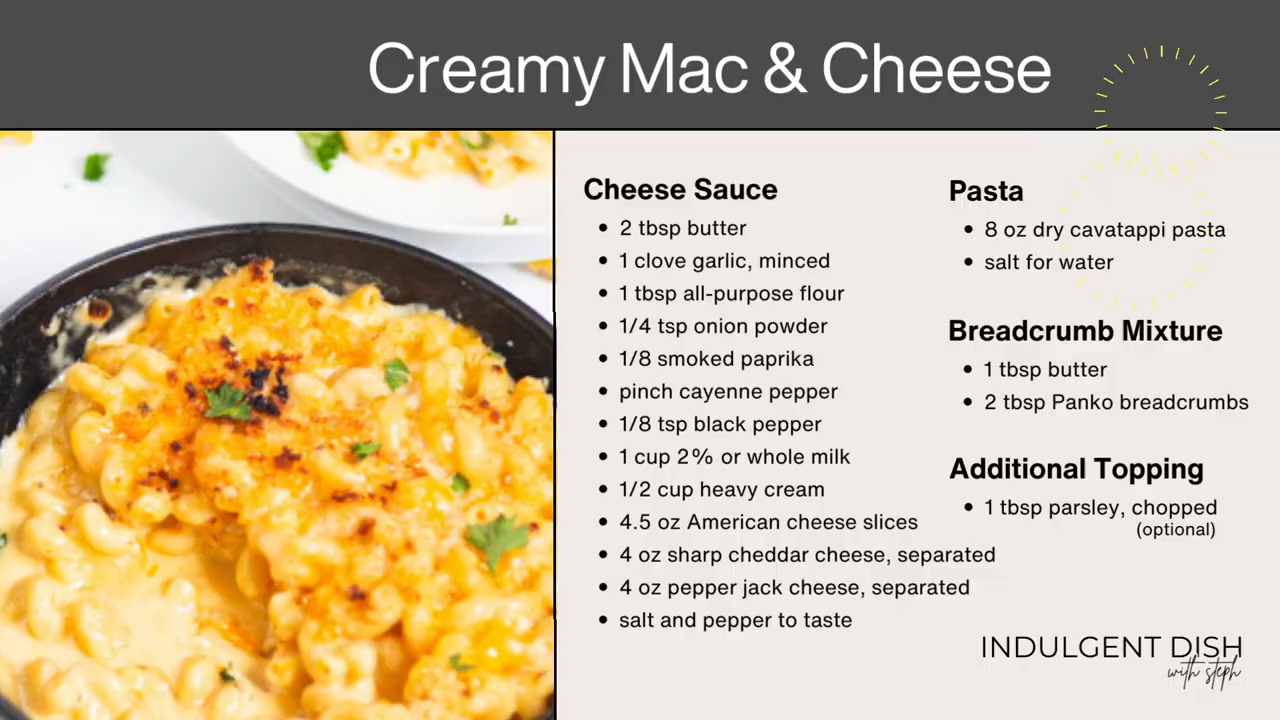 Creamy Mac & Cheese
Cheese Sauce
• 2 tbsp butter
• 1 clove garlic, minced
• 1 tbsp all-purpose flour
• 1/4 tsp onion powder
• 1/8 smoked paprika
• pinch cayenne pepper
• 1/8 tsp black pepper
• 1 cup 2% or whole milk
• 1/2 cup heavy cream
• 4.5 oz American cheese slices
• 4 oz sharp cheddar cheese, separated
• 4 oz pepper jack cheese, separated
• salt and pepper to taste
Pasta
• 8 oz dry cavatappi pasta
• salt for water
Breadcrumb Mixture
• 1 tbsp butter
• 2 tbsp Panko breadcrumbs
Additional Topping
• 1 tbsp parsley, chopped
(optional)
INDULGENT DISH
with steph